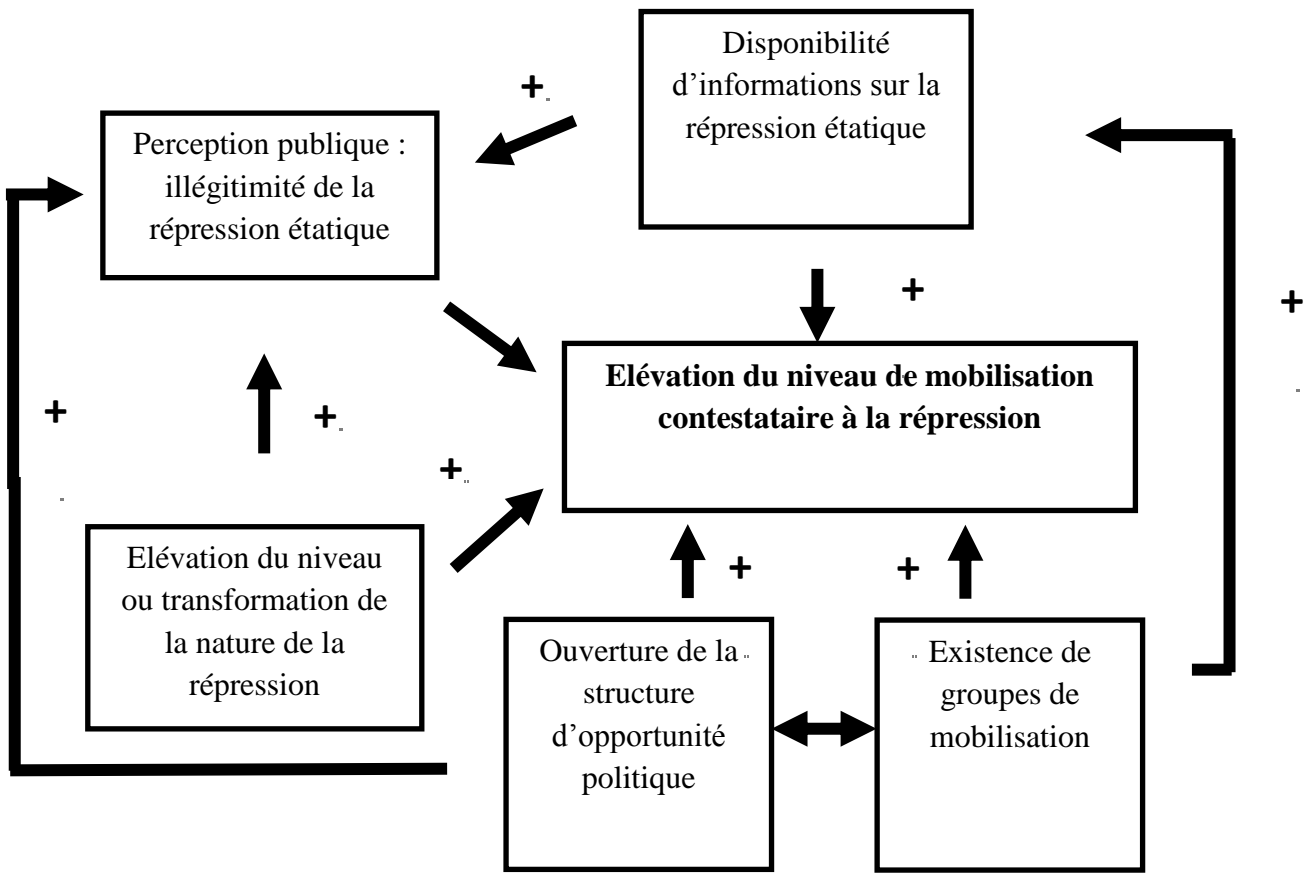 Disponibilité
d’informations sur la
répression étatique
+
Perception publique :
illégitimité de la
répression étatique
+
+
Elévation du niveau de mobilisation
contestataire à la répression
+
+
+
Elévation du niveau
ou transformation de
la nature de la
répression
+
+
Ouverture de la
structure
d’opportunité
politique
Existence de
groupes de
mobilisation